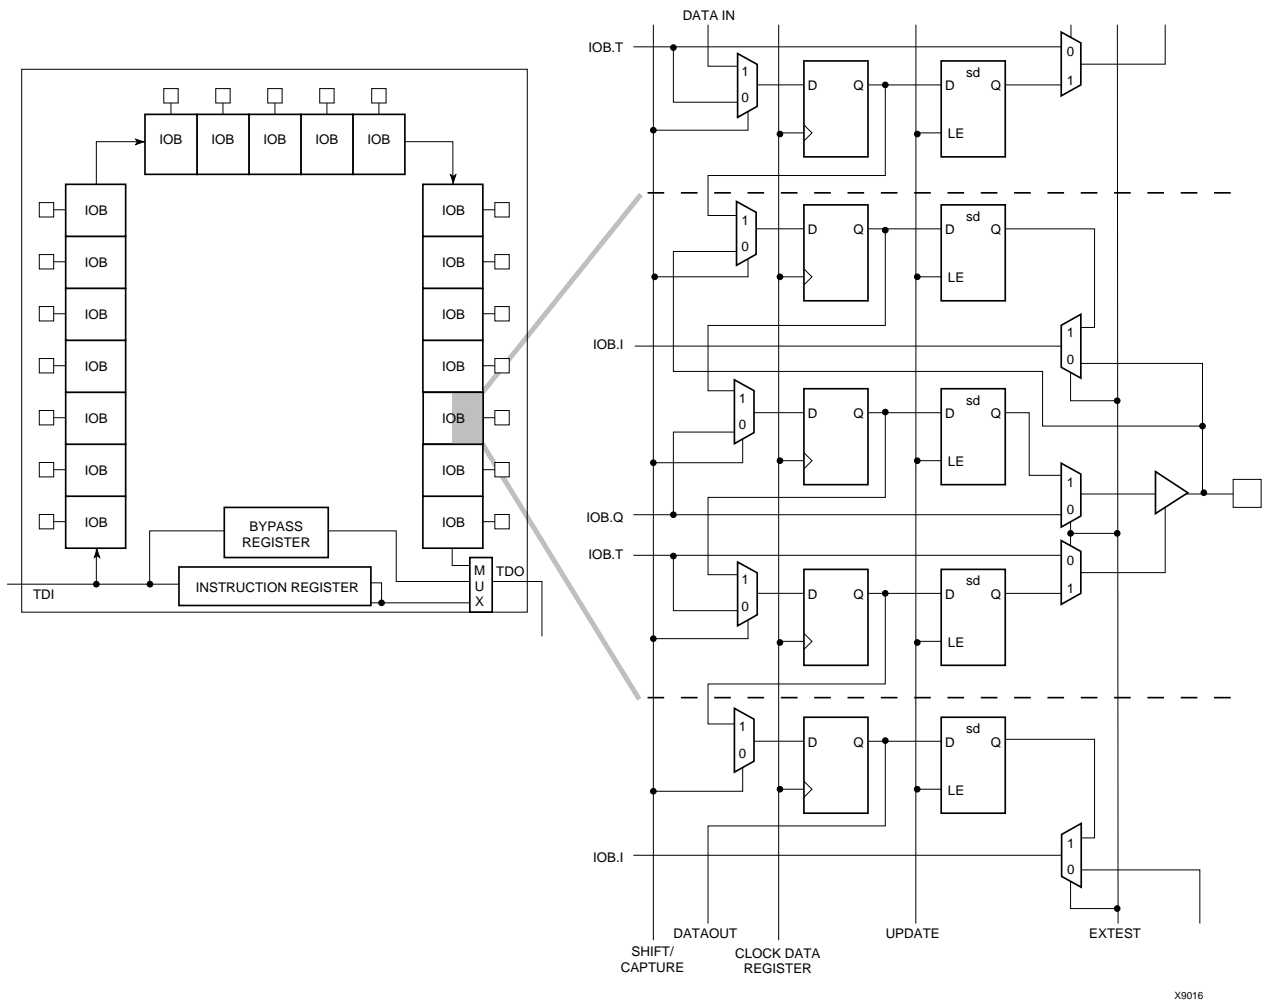 DATA IN
IOB.T
1
0
D Q
LE
sd
D Q
0
1
IOB IOB IOB IOB IOB
IOB
IOB
IOB
IOB
IOB
IOB
IOB
IOB
IOB
IOB
IOB
IOB
IOB
IOB
BYPASS
REGISTER
INSTRUCTION REGISTER
M
U
X
TDO
TDI
1
0
D Q
sd
D Q
LE
IOB.I
1
0
1
0
D Q
sd
D Q
LE
1
0
IOB.Q
IOB.T
0
1
1
0
D Q
sd
D Q
LE
1
0
D Q
sd
D Q
LE
IOB.I
1
0
DATAOUT
UPDATE
EXTEST
SHIFT/
CAPTURE
CLOCK DATA
REGISTER
X9016